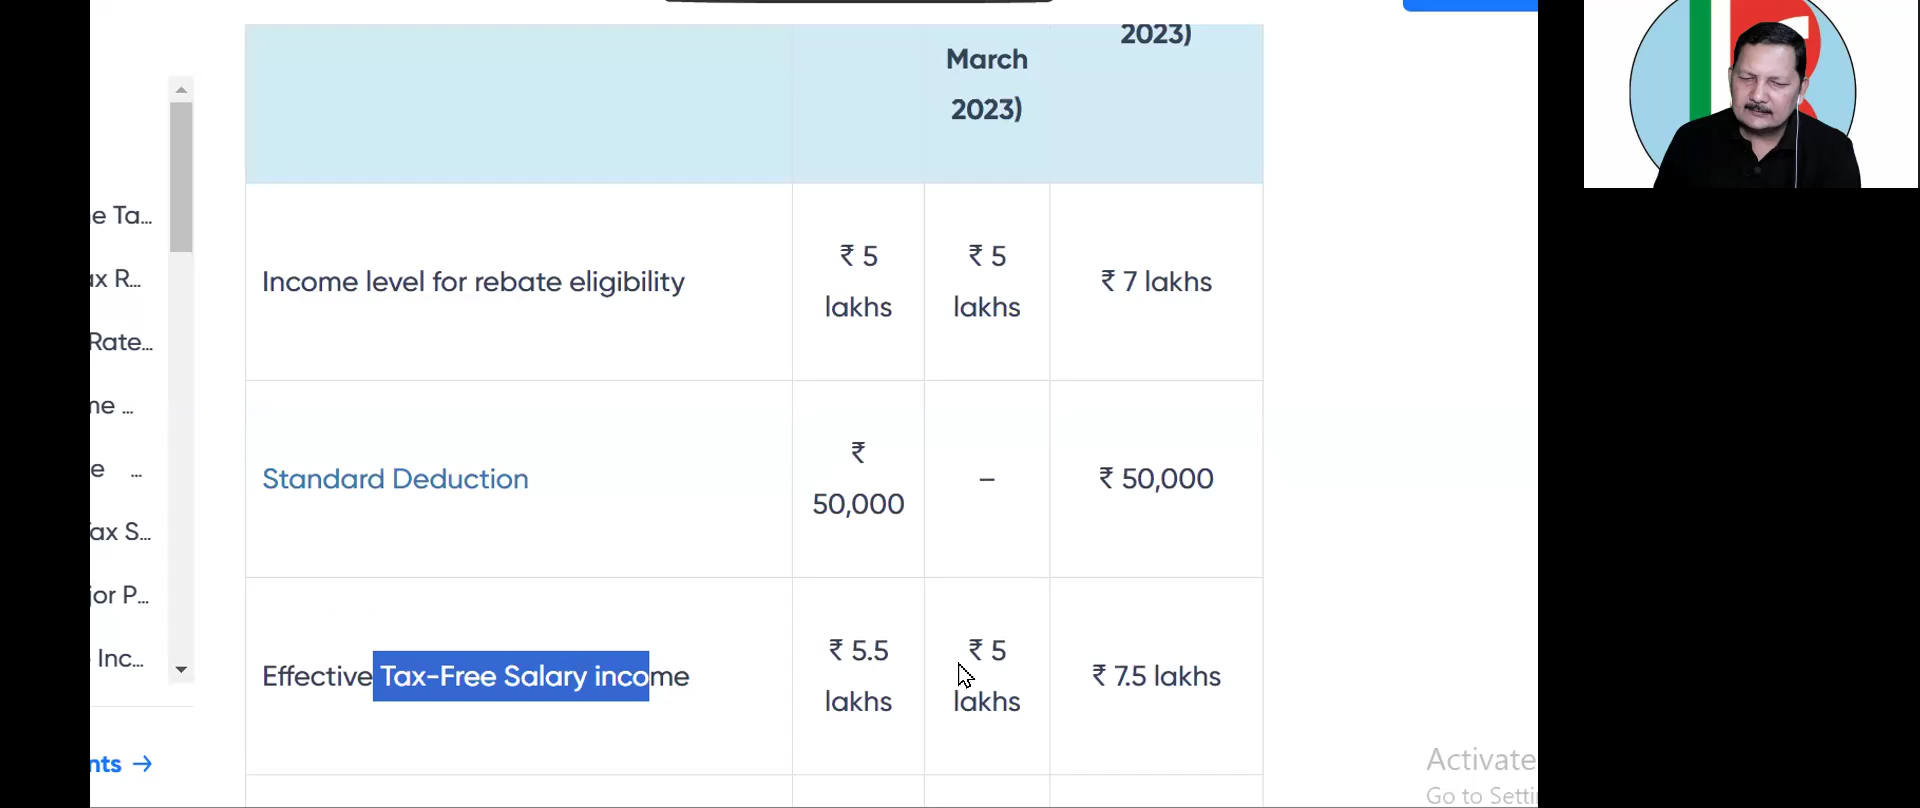 2023)
March
2023)
e Ta...
ax R...
Rate...
ne ...
e ...
Tax S...
jor P...
Inc...
nts →
Income level for rebate eligibility
₹ 5
lakhs
₹ 5
lakhs
₹ 7 lakhs
Standard Deduction
₹
50,000
–
₹ 50,000
Effective Tax-Free Salary income
₹ 5.5
lakhs
₹ 5
lakhs
₹ 7.5 lakhs
Activate
Go to Setti